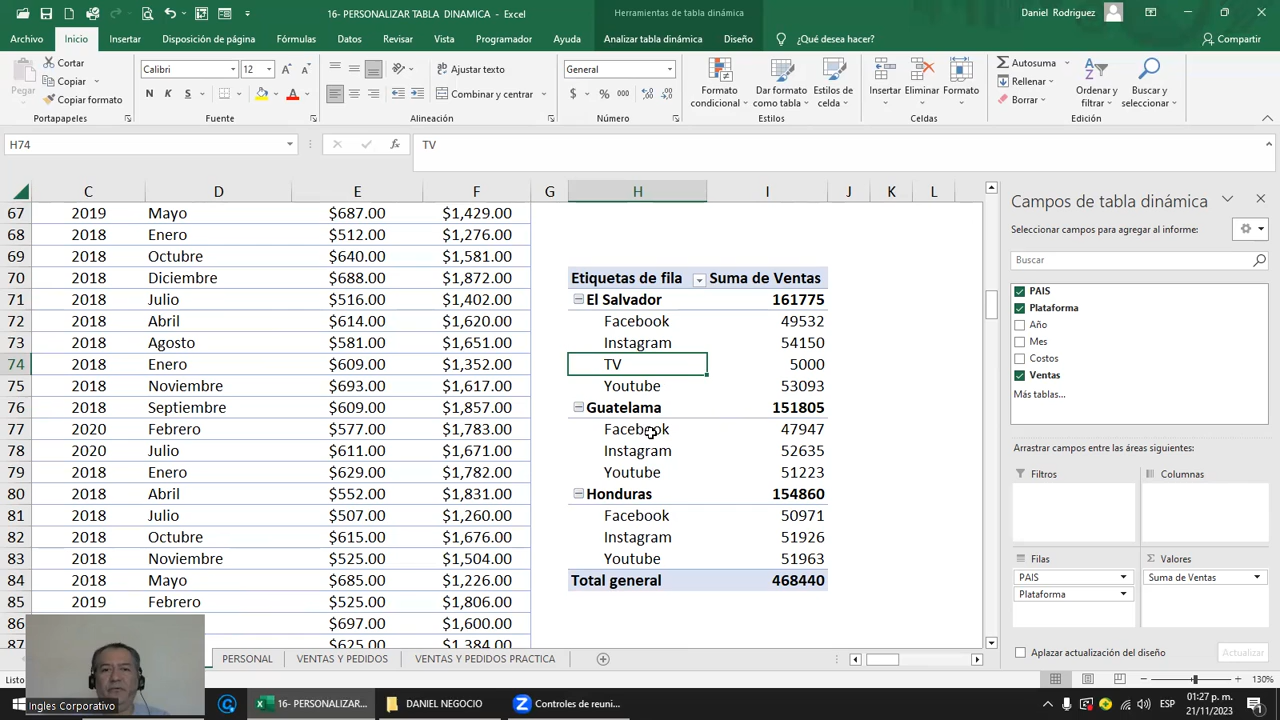 16- PERSONALIZAR TABLA  DINAMICA - Excel
Herramientas de tabla dinámica
Daniel Rodriguez
Archivo Inicio Insertar Disposición de página Fórmulas Datos Revisar Vista Programador Ayuda Analizar tabla dinámica Diseño ¿Qué desea hacer? Compartir
Pegar
Cortar
Copiar
Copiar formato
Portapapeles
Calibri 12
N K S
Fuente
Ajustar texto
Combinar y centrar
Alineación
General
$ % 000
Número
Formato condicional
Dar formato como tabla
Estilos de celda
Estilos
Insertar Eliminar Formato
Celdas
Autosuma
Rellenar
Borrar
Ordenar y filtrar
Buscar y seleccionar
Edición
H74 fx TV
C D E F G H I J K L
67 2019 Mayo $687.00 $1,429.00
68 2018 Enero $512.00 $1,276.00
69 2018 Octubre $640.00 $1,581.00
70 2018 Diciembre $688.00 $1,872.00 Etiquetas de fila Suma de Ventas
71 2018 Julio $516.00 $1,402.00 El Salvador 161775
72 2018 Abril $614.00 $1,620.00 Facebook 49532
73 2018 Agosto $581.00 $1,651.00 Instagram 54150
74 2018 Enero $609.00 $1,352.00 TV 5000
75 2018 Noviembre $693.00 $1,617.00 Youtube 53093
76 2018 Septiembre $609.00 $1,857.00 Guatelama 151805
77 2020 Febrero $577.00 $1,783.00 Facebook 47947
78 2020 Julio $611.00 $1,671.00 Instagram 52635
79 2018 Enero $629.00 $1,782.00 Youtube 51223
80 2018 Abril $552.00 $1,831.00 Honduras 154860
81 2018 Julio $507.00 $1,260.00 Facebook 50971
82 2018 Octubre $615.00 $1,676.00 Instagram 51926
83 2018 Noviembre $525.00 $1,504.00 Youtube 51963
84 2018 Mayo $685.00 $1,226.00 Total general 468440
85 2019 Febrero $525.00 $1,806.00
86 $697.00 $1,600.00
87 $625.00 $1,384.00
Campos de tabla dinámica
Seleccionar campos para agregar al informe:
Buscar
PAIS
Plataforma
Año
Mes
Costos
Ventas
Más tablas...
Arrastrar campos entre las áreas siguientes:
Filtros Columnas
Filas Σ Valores
PAIS Suma de Ventas
Plataforma
Aplazar actualización del diseño Actualizar
PERSONAL VENTAS Y PEDIDOS VENTAS Y PEDIDOS PRACTICA
Listo
130%
Ingles Corporativo
16- PERSONALIZAR... DANIEL NEGOCIO Controles de reuni...
ESP
01:27 p. m.
21/11/2023